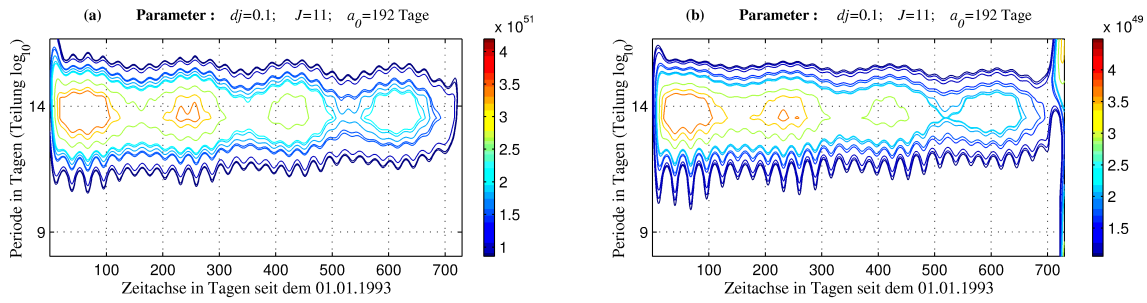 (a) Parameter : dj=0.1; J=11; a0=192 Tage
x 10^51
Periode in Tagen (Teilung log10)
14
9
100 200 300 400 500 600 700
Zeitachse in Tagen seit dem 01.01.1993
4
3.5
3
2.5
2
1.5
1
(b) Parameter : dj=0.1; J=11; a0=192 Tage
x 10^49
Periode in Tagen (Teilung log10)
14
9
100 200 300 400 500 600 700
Zeitachse in Tagen seit dem 01.01.1993
4.5
4
3.5
3
2.5
2
1.5